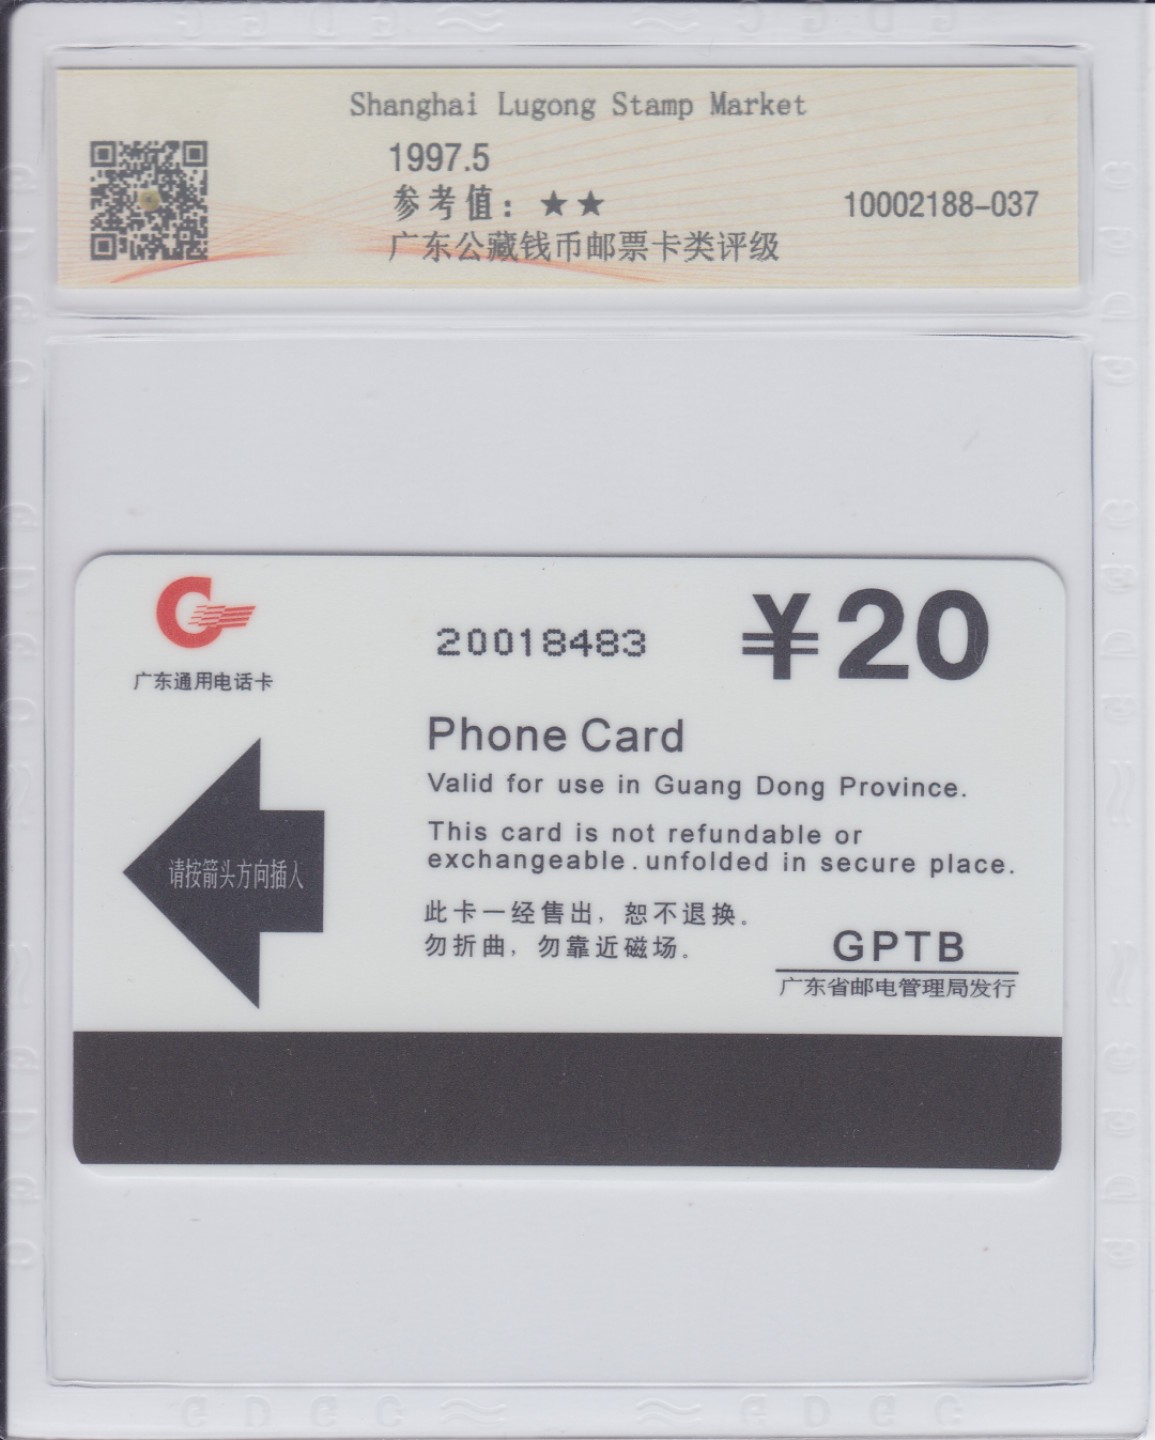 Shanghai Lugong Stamp Market
1997.5
参考值：★★
10002188-037
广东公藏钱币邮票卡类评级
广东通用电话卡
20018483
¥20
Phone Card
Valid for use in Guang Dong Province.
This card is not refundable or
exchangeable.unfolded in secure place.
请按箭头方向插入
此卡一经售出，恕不退换。
勿折曲，勿靠近磁场。
GPTB
广东省邮电管理局发行